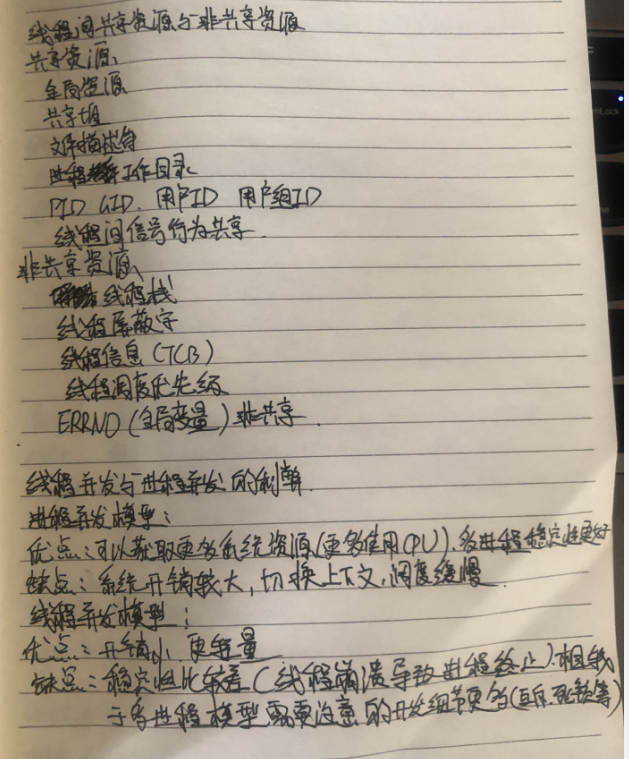 线程间共享资源与非共享资源
共享资源、
全局资源
共享堆
文件描述符
进程工作目录
PID GID、用户ID 用户组ID
线程间信号行为共享.
非共享资源、
线程栈
线程屏蔽字
线程信息(TCB)
线程调度优先级
ERRNO(全局变量)非共享.
线程并发与进程并发的利弊.
进程并发模型:
优点:可以获取更多系统资源(更多使用CPU).多进程稳定性更好
缺点:系统开销较大,切换上下文,调度缓慢.
线程并发模型:
优点:开销小,更轻量
缺点:稳定性比较差(线程崩溃导致进程终止).相较
于多进程模型需要注意的开发细节更多(互斥.死锁等)